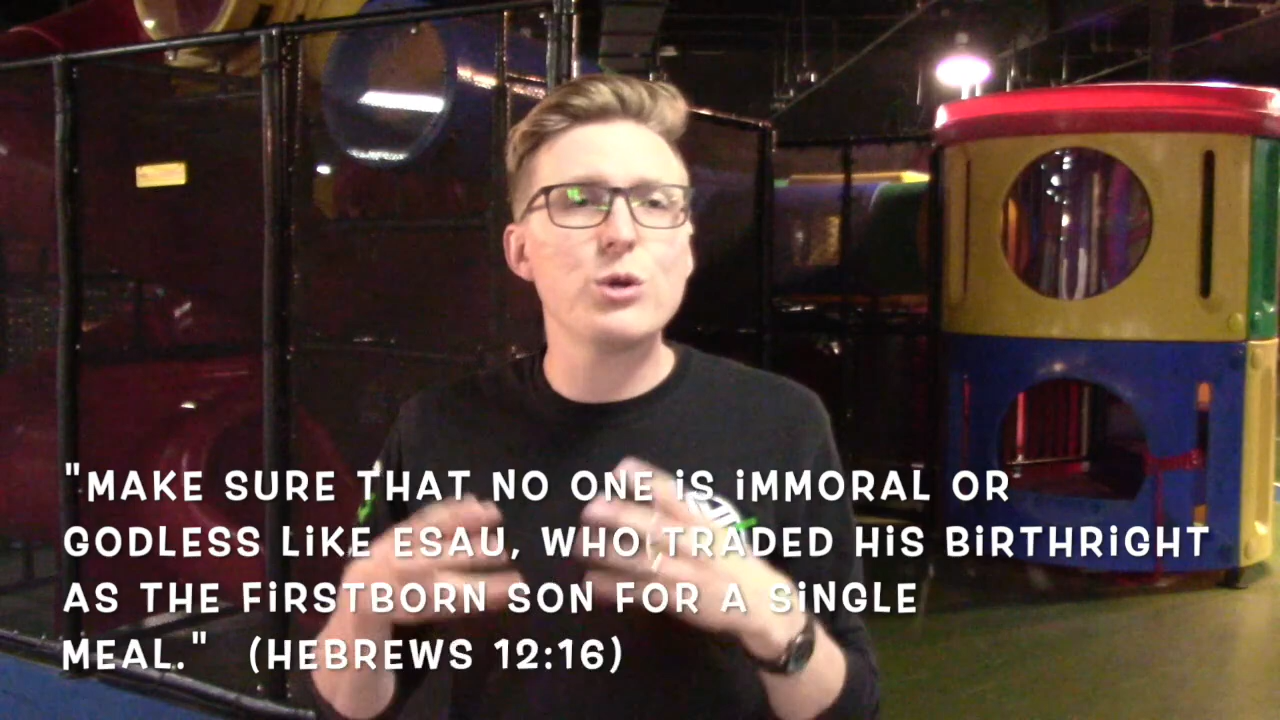 "MAKE SURE THAT NO ONE iS iMMORAL OR
GODLESS LiKE ESAU, WHO TRADED HiS BiRTHRiGHT
AS THE FiRSTBORN SON FOR A SiNGLE
MEAL." (HEBREWS 12:16)